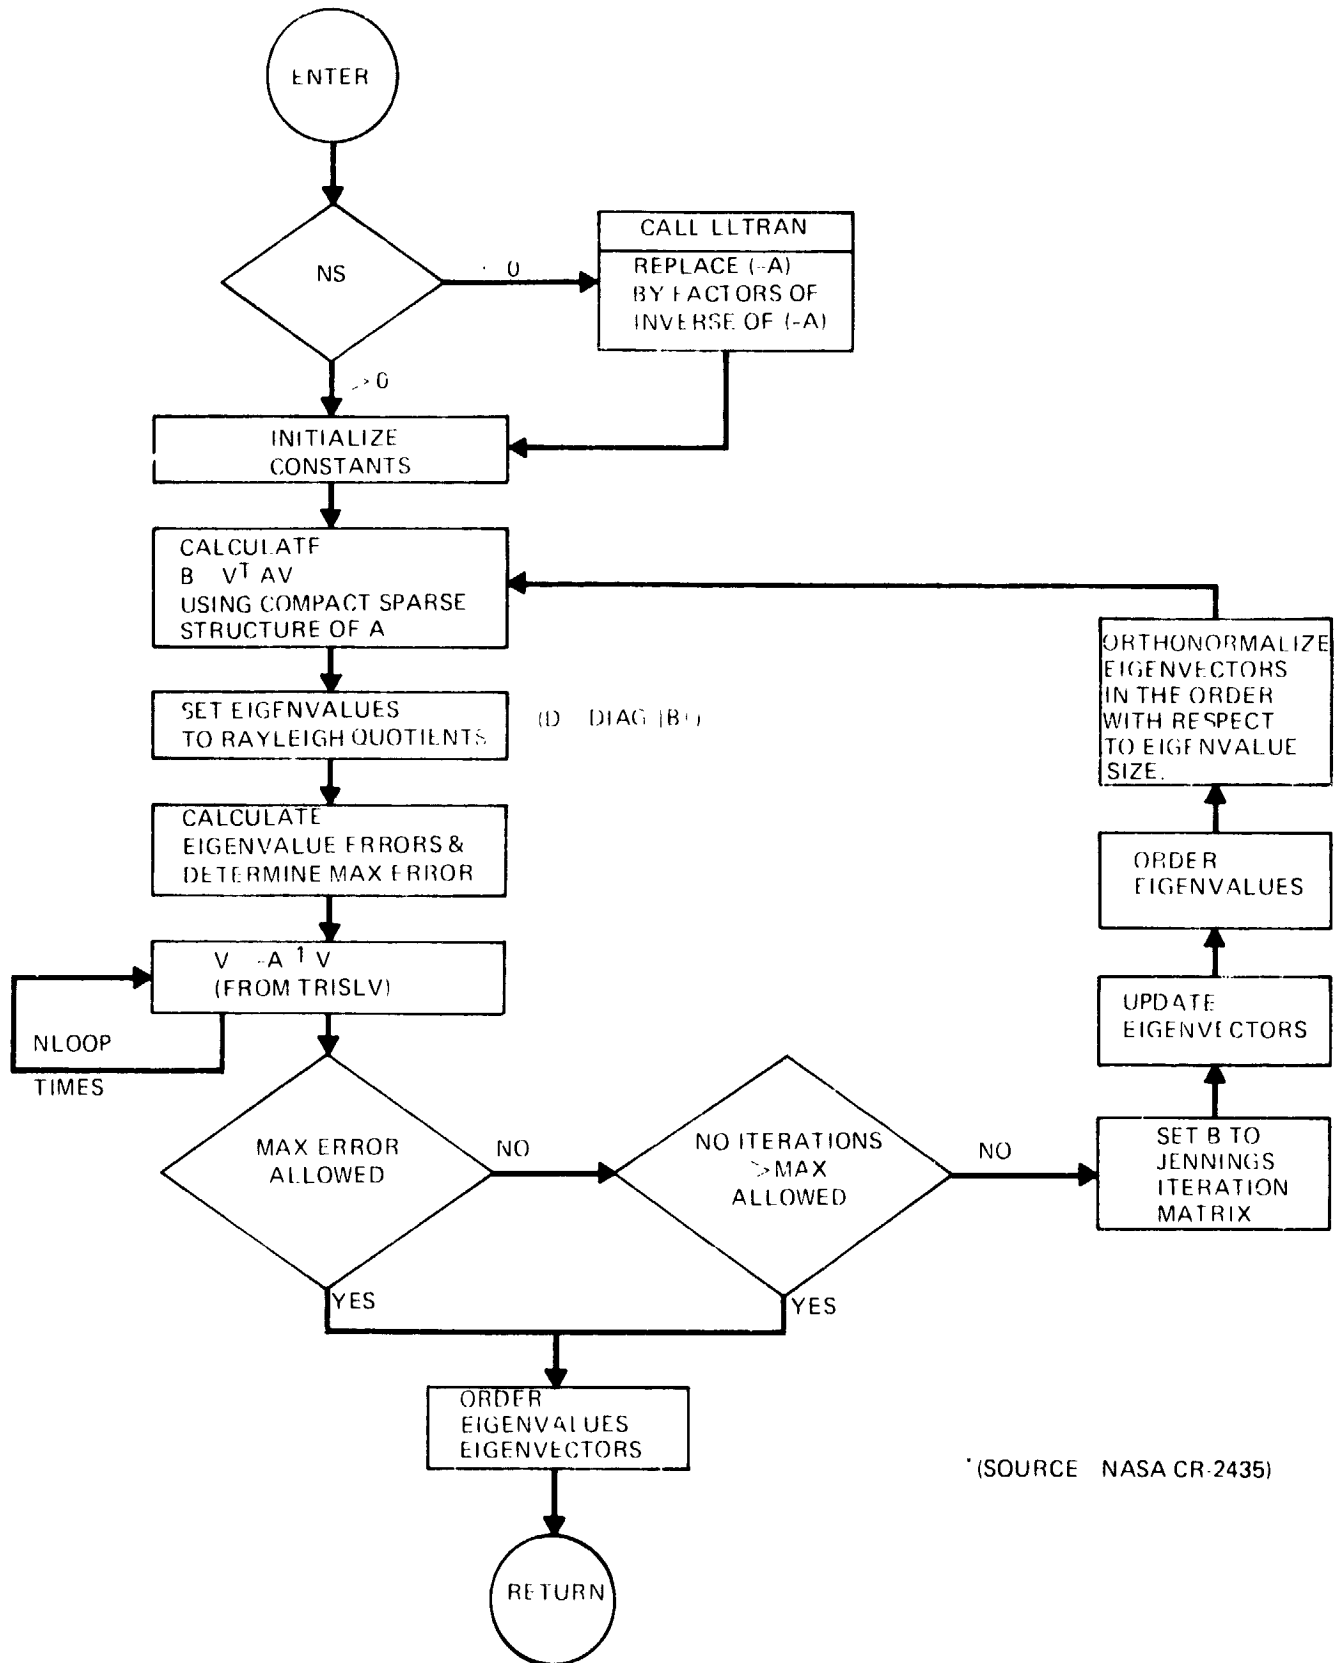 ENTER
NS
0
CALL LLTRAN
REPLACE (-A)
BY FACTORS OF
INVERSE OF (-A)
>0
INITIALIZE
CONSTANTS
CALCULATE
B VT AV
USING COMPACT SPARSE
STRUCTURE OF A
SET EIGENVALUES
TO RAYLEIGH QUOTIENTS
(D DIAG
CALCULATE
EIGENVALUE ERRORS &
DETERMINE MAX ERROR
V -A 1 V
(FROM TRISLV)
NLOOP
TIMES
MAX ERROR
ALLOWED
NO
YES
NO ITERATIONS
>MAX
ALLOWED
NO
YES
SET B TO
JENNINGS
ITERATION
MATRIX
UPDATE
EIGENVECTORS
ORDER
EIGENVALUES
ORTHONORMALIZE
EIGENVECTORS
IN THE ORDER
WITH RESPECT
TO EIGENVALUE
SIZE.
ORDER
EIGENVALUES
EIGENVECTORS
RETURN
*(SOURCE NASA CR-2435)